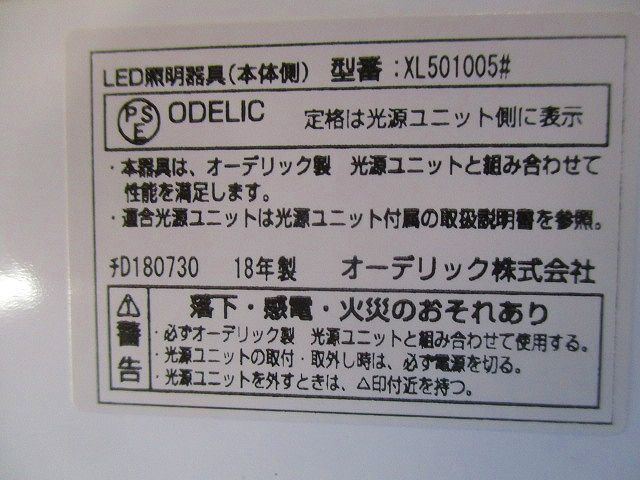 LED照明器具(本体側) 型番:XL501005#
PSE ODELIC 定格は光源ユニット側に表示
・本器具は、オーデリック製 光源ユニットと組み合わせて
性能を満足します。
・適合光源ユニットは光源ユニット付属の取扱説明書を参照。
ﾁD180730 18年製 オーデリック株式会社
⚠警告 落下・感電・火災のおそれあり
・必ずオーデリック製 光源ユニットと組み合わせて使用する。
・光源ユニットの取付・取外し時は、必ず電源を切る。
・光源ユニットを外すときは、△印付近を持つ。